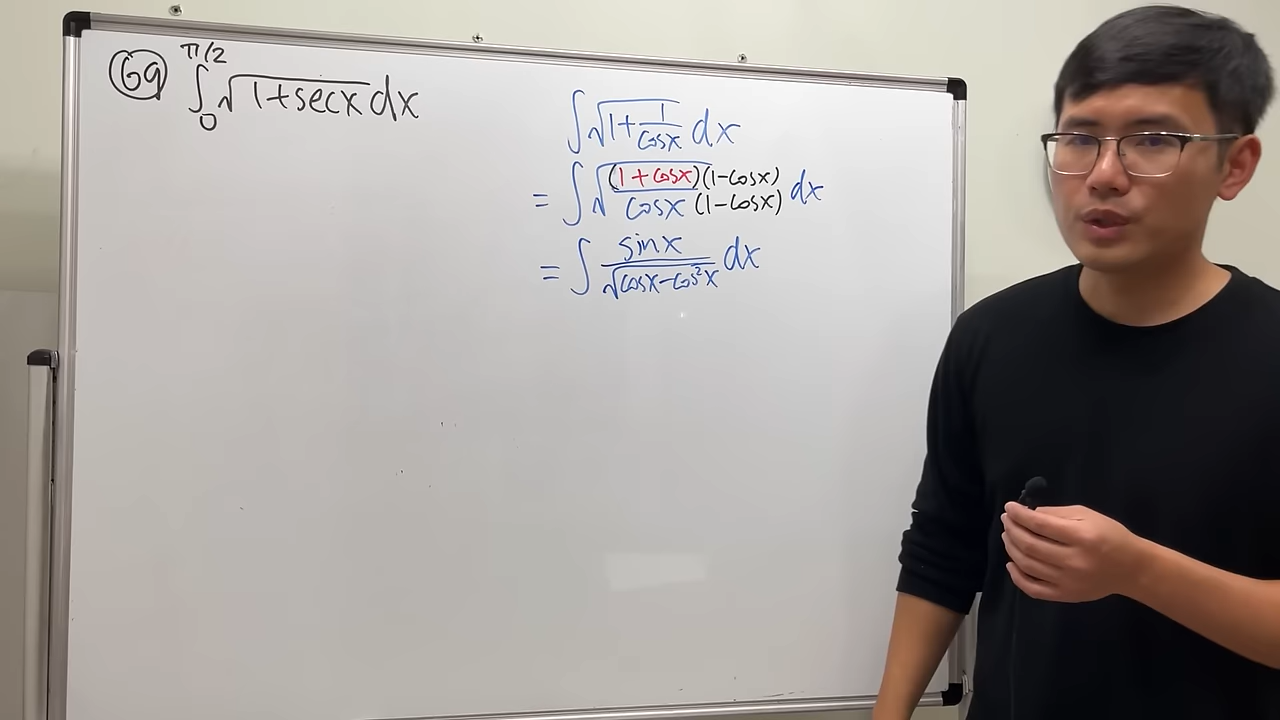 69 ∫₀^π/2 √(1+secx) dx
∫√(1+1/cosx) dx
= ∫√((1+cosx)(1-cosx)/cosx(1-cosx)) dx
= ∫ sinx/√(cosx-cos²x) dx